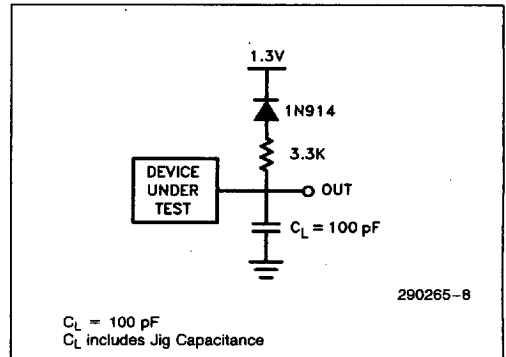 1.3V
1N914
3.3K
DEVICE
UNDER
TEST
OUT
CL = 100 pF
290265–8
CL = 100 pF
CL includes Jig Capacitance